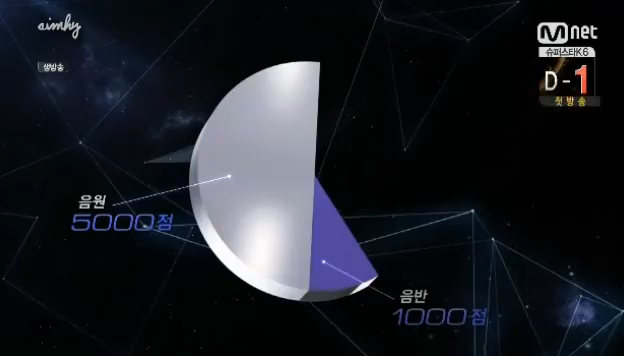 aimhy
Mnet
슈퍼스타K6
생방송
D-1
첫방송
음원
5000점
음반
1000점